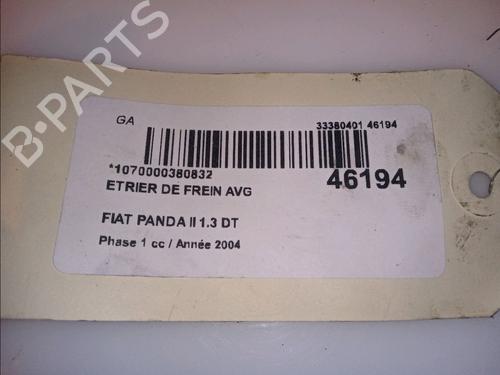 GA
33380401 46194
*1070000380832
46194
ETRIER DE FREIN AVG
FIAT PANDA II 1.3 DT
Phase 1 cc / Année 2004
B-PARTS